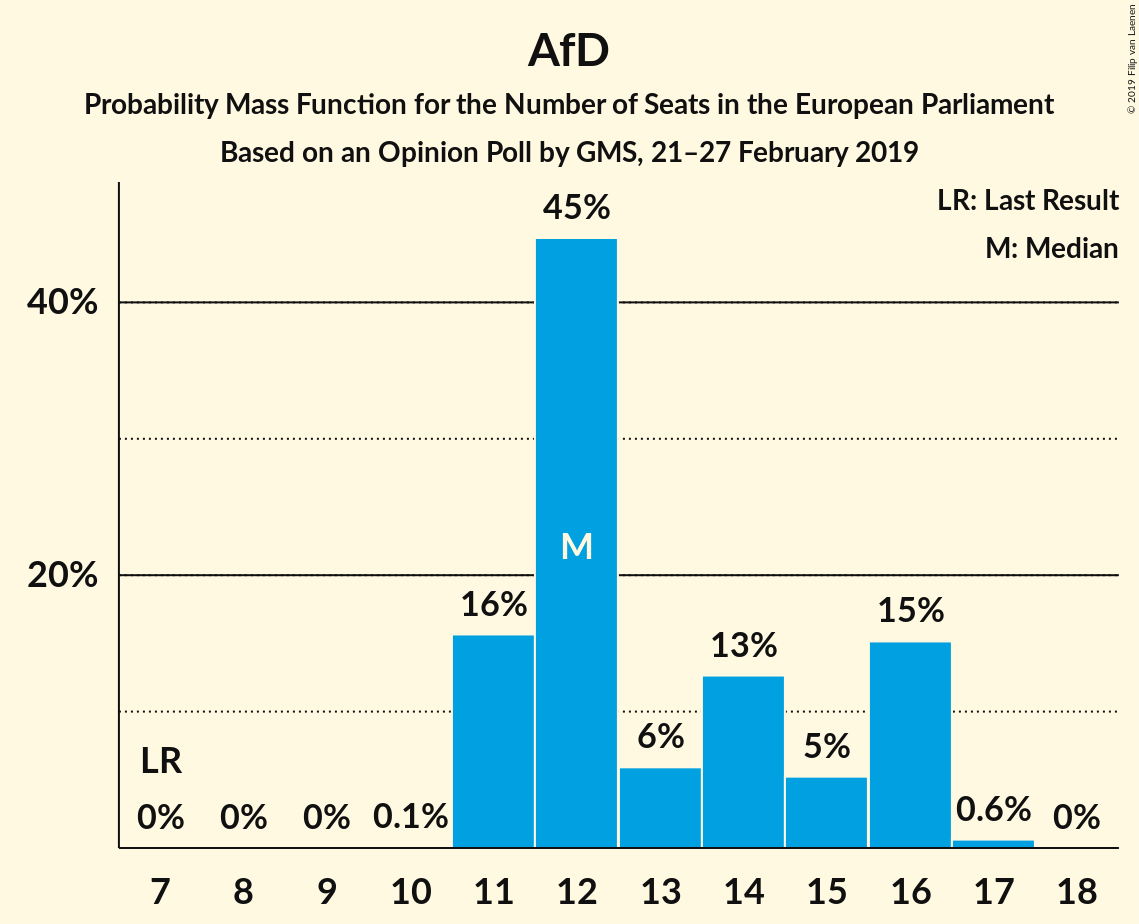 AfD
Probability Mass Function for the Number of Seats in the European Parliament
Based on an Opinion Poll by GMS, 21–27 February 2019
© 2019 Filip van Laenen
LR: Last Result
M: Median
45%
40%
M
20%
16%
15%
13%
6%
5%
LR
0%
0%
0%
0.1%
0.6%
0%
7 8 9 10 11 12 13 14 15 16 17 18